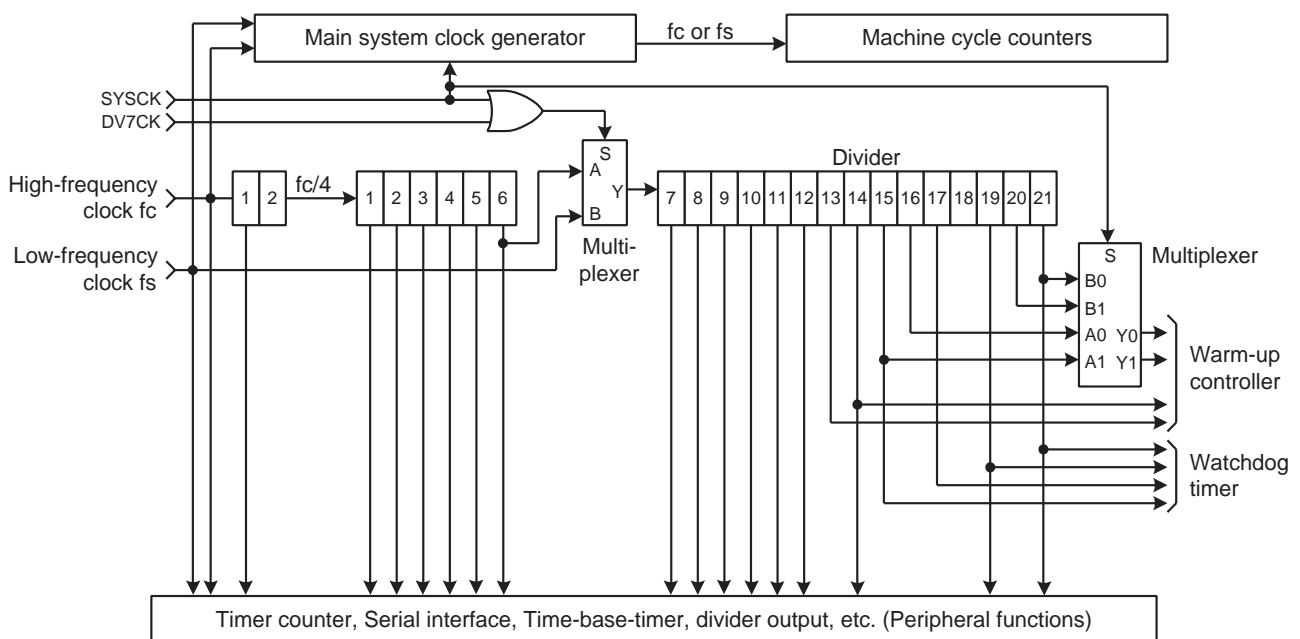 Main system clock generator
fc or fs
Machine cycle counters
SYSCK
DV7CK
High-frequency
clock fc
Low-frequency
clock fs
1 2
fc/4
1 2 3 4 5 6
S
A
Y
B
Multi-
plexer
Divider
7 8 9 10 11 12 13 14 15 16 17 18 19 20 21
S
Multiplexer
B0
B1
A0 Y0
A1 Y1
Warm-up
controller
Watchdog
timer
Timer counter, Serial interface, Time-base-timer, divider output, etc. (Peripheral functions)